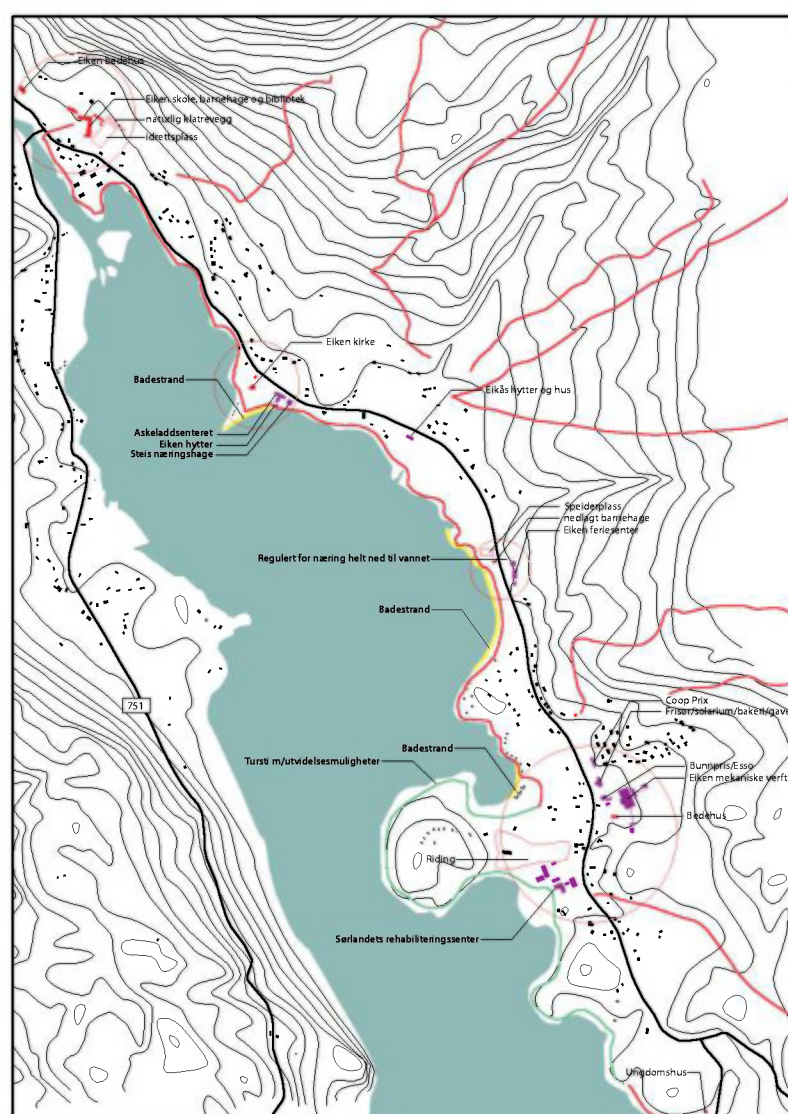 Eiken bedehus
Eiken skole, barnehage og bibliotek
naturlig klatrevegg
idrettsplass
Eiken kirke
Badestrand
Eikås hytter og hus
Askeladdsenteret
Eiken hytter
Steis næringshage
Speiderplass
nedlagt barnehage
Eiken feriesenter
Regulert for næring helt ned til vannet
Badestrand
751
Coop Prix
Frisør/solarium/bakeri/gave
Badestrand
Tursti m/utvidelsesmuligheter
Bunnpris/Esso
Eiken mekaniske verft
Bedehus
Riding
Sørlandets rehabiliteringssenter
Ungdomshus